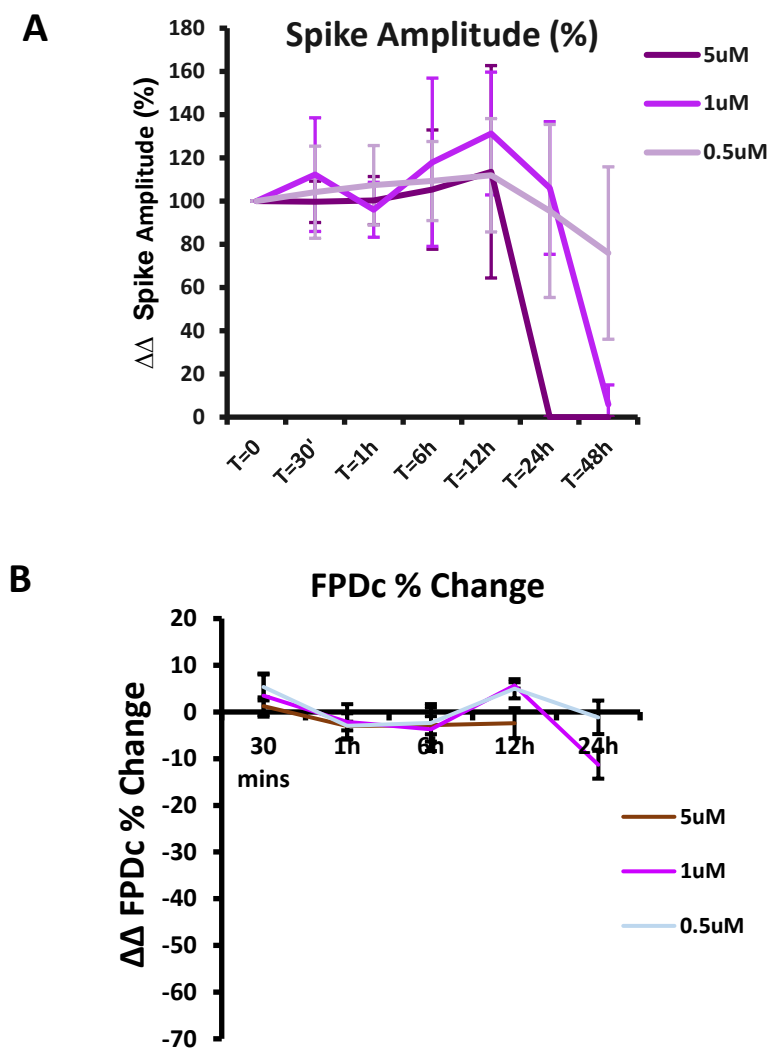 A
Spike Amplitude (%)
ΔΔ Spike Amplitude (%)
180
160
140
120
100
80
60
40
20
0
T=0
T=30'
T=1h
T=6h
T=12h
T=24h
T=48h
5uM
1uM
0.5uM
B
FPDc % Change
ΔΔ FPDc % Change
20
10
0
-10
-20
-30
-40
-50
-60
-70
30
mins
1h
6h
12h
24h
5uM
1uM
0.5uM